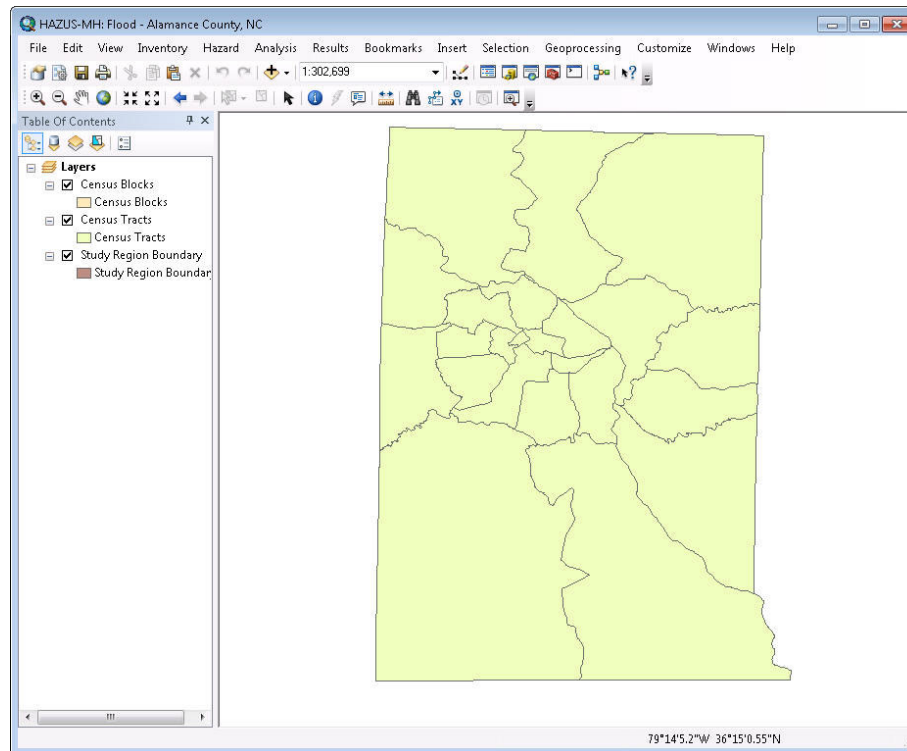 HAZUS-MH: Flood - Alamance County, NC
File Edit View Inventory Hazard Analysis Results Bookmarks Insert Selection Geoprocessing Customize Windows Help
1:302,699
Table Of Contents
Layers
Census Blocks
Census Blocks
Census Tracts
Census Tracts
Study Region Boundary
Study Region Boundar
79°14'5.2"W 36°15'0.55"N